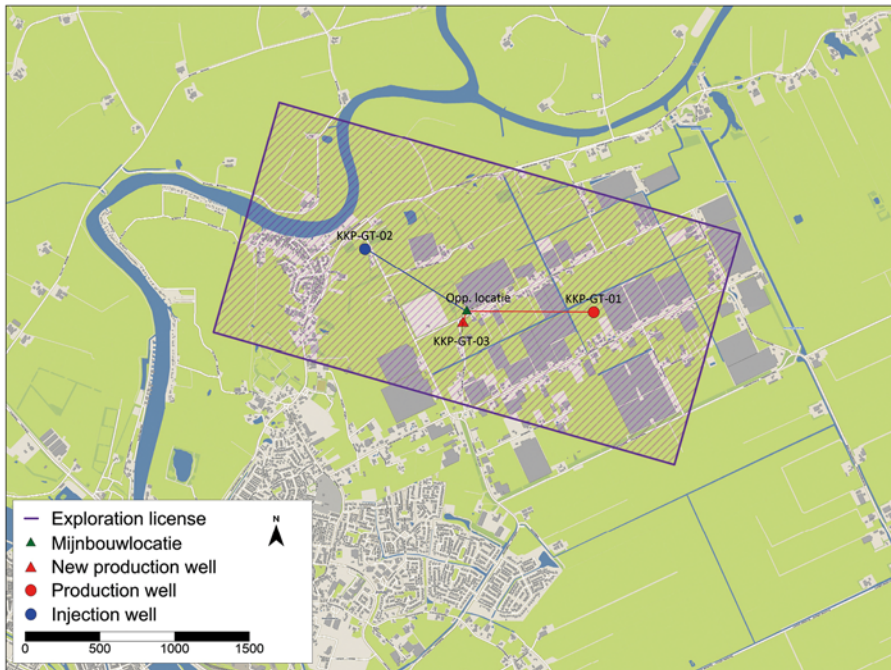 KKP-GT-02
Opp. locatie
KKP-GT-01
KKP-GT-03
Exploration license
N
Mijnbouwlocatie
New production well
Production well
Injection well
0 500 1000 1500